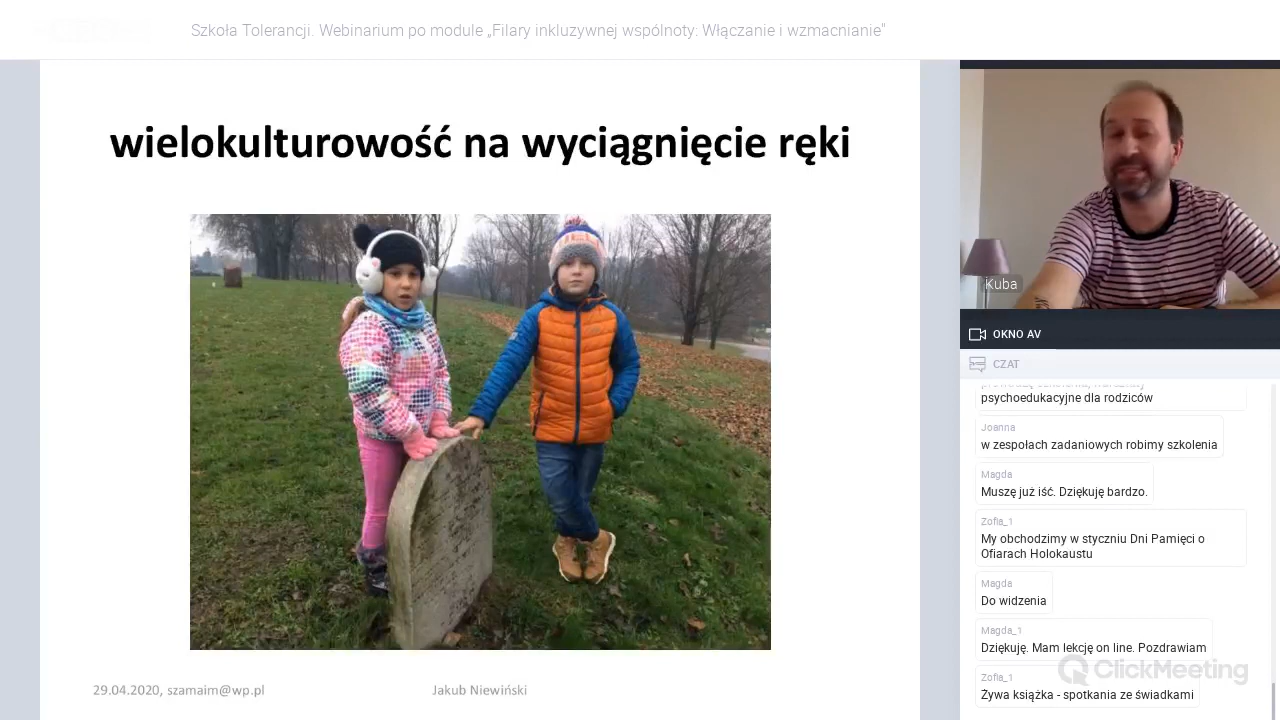 Szkoła Tolerancji. Webinarium po module „Filary inkluzywnej wspólnoty: Włączanie i wzmacnianie"
wielokulturowość na wyciągnięcie ręki
29.04.2020, szamaim@wp.pl
Jakub Niewiński
Kuba
OKNO AV
CZAT
psychoedukacyjne dla rodziców
Joanna
w zespołach zadaniowych robimy szkolenia
Magda
Muszę już iść. Dziękuję bardzo.
Zofia_1
My obchodzimy w styczniu Dni Pamięci o
Ofiarach Holokaustu
Magda
Do widzenia
Magda_1
Dziękuję. Mam lekcję on line. Pozdrawiam
ClickMeeting
Zofia_1
Żywa książka - spotkania ze świadkami